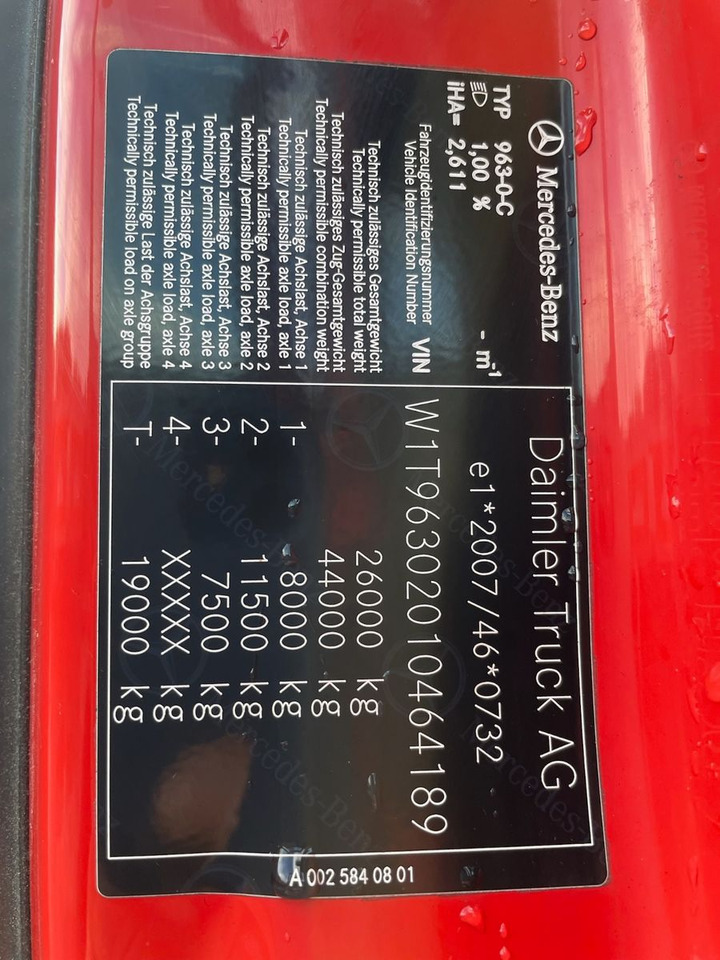 Mercedes-Benz
Daimler Truck AG
TYP 963-0-C
1,00 % - m-1
e1*2007/46*0732
iHA= 2,611
Fahrzeugidentifizierungsnummer
Vehicle Identification Number VIN W1T96302010464189
Technisch zulässiges Gesamtgewicht
Technically permissible total weight 26000 kg
Technisch zulässiges Zug-Gesamtgewicht
Technically permissible combination weight 44000 kg
Technisch zulässige Achslast, Achse 1
Technically permissible axle load, axle 1 1- 8000 kg
Technisch zulässige Achslast, Achse 2
Technically permissible axle load, axle 2 2- 11500 kg
Technisch zulässige Achslast, Achse 3
Technically permissible axle load, axle 3 3- 7500 kg
Technisch zulässige Achslast, Achse 4
Technically permissible axle load, axle 4 4- XXXXX kg
Technisch zulässige Last der Achsgruppe
Technically permissible load on axle group T- 19000 kg
A 002 584 08 01